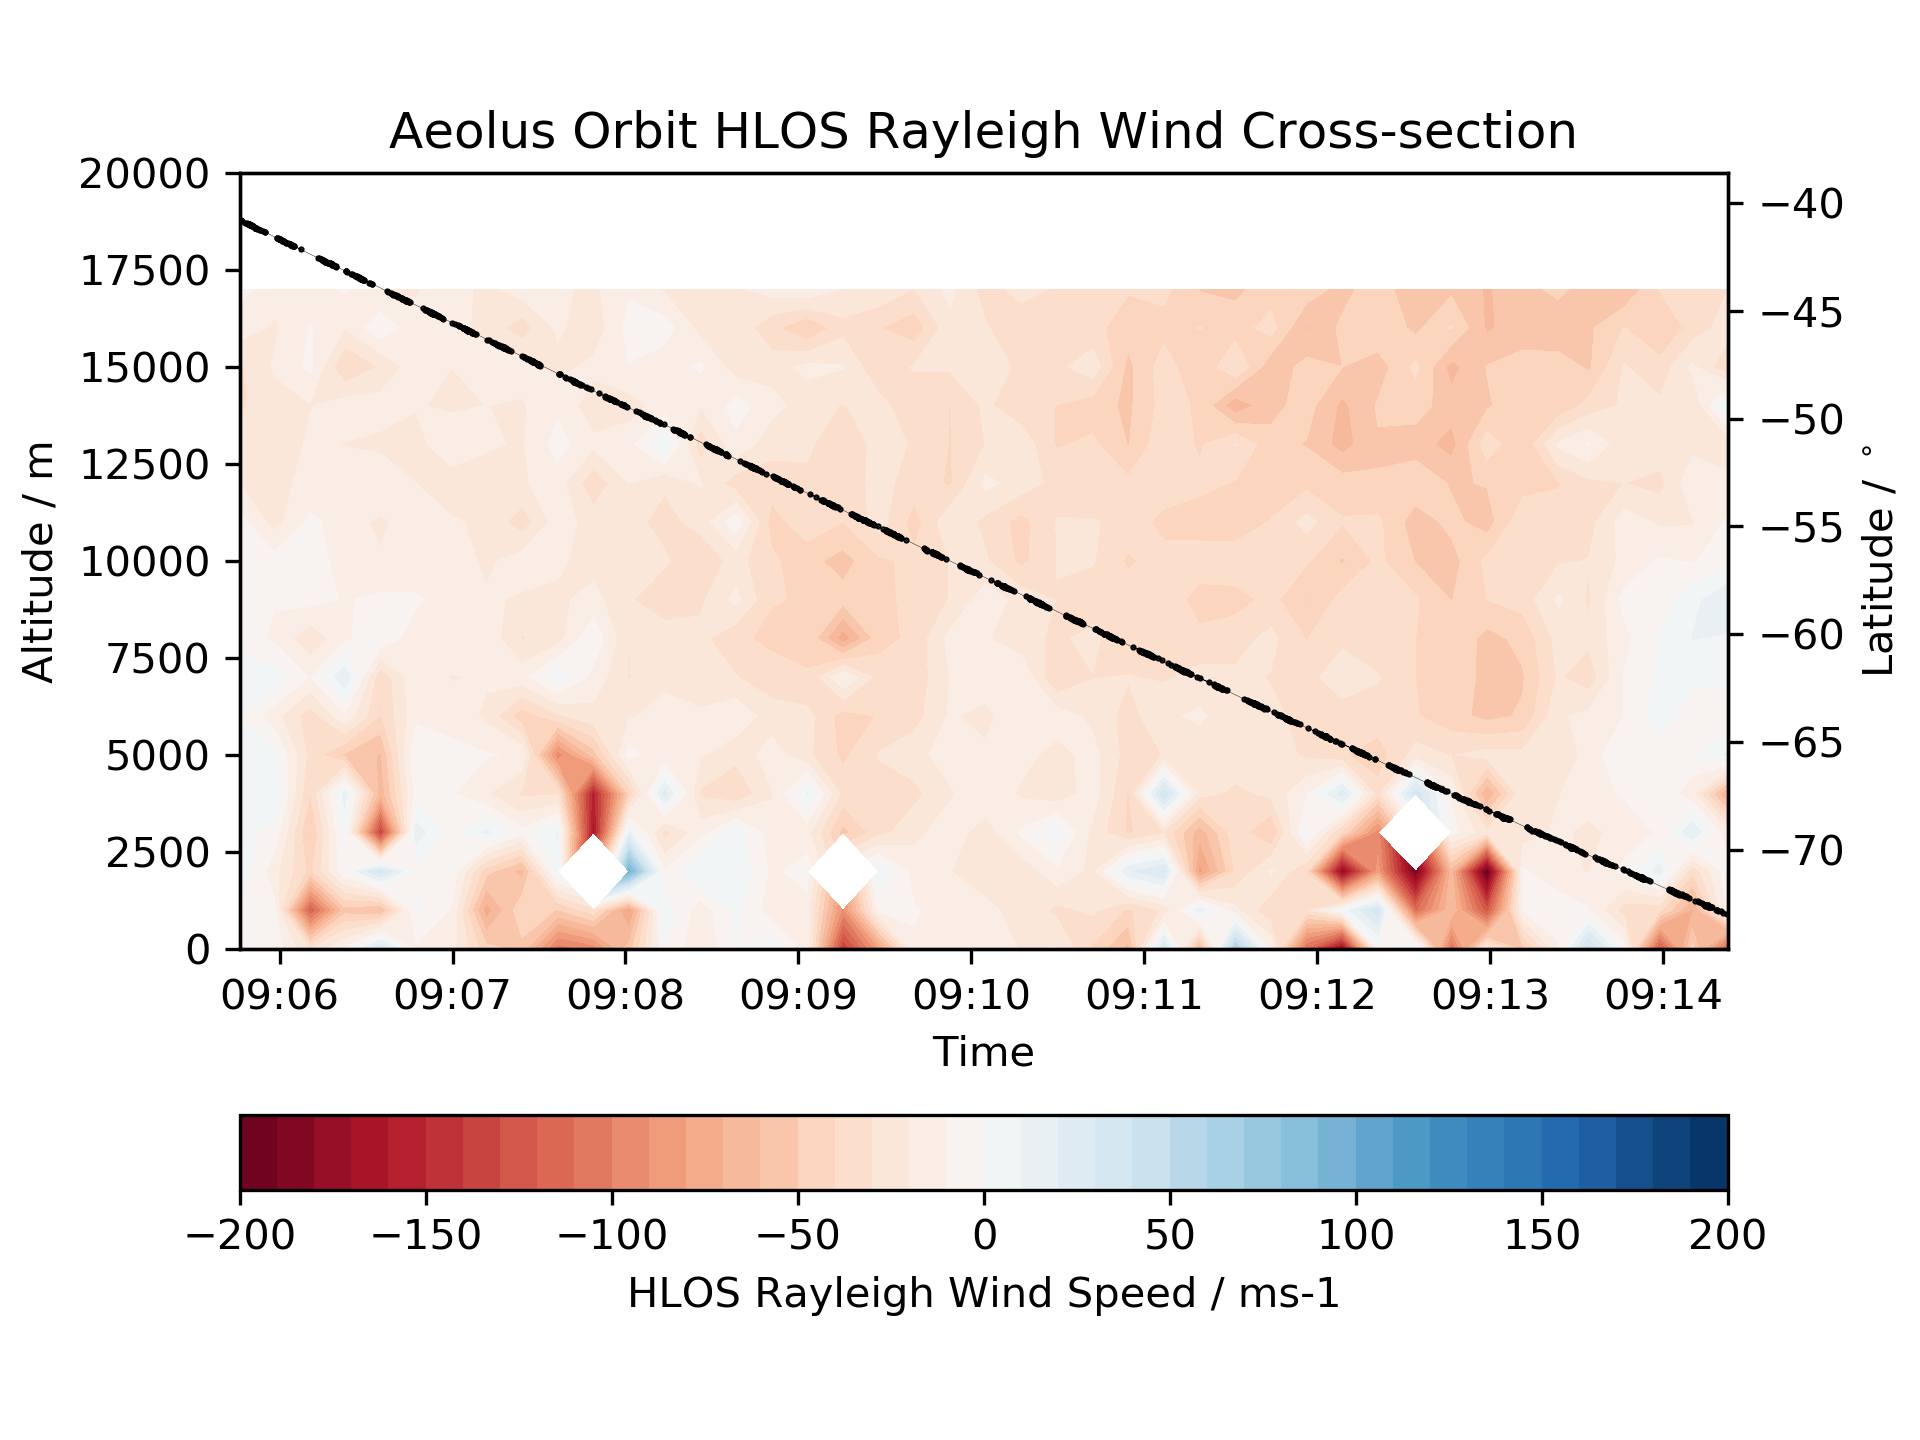 Aeolus Orbit HLOS Rayleigh Wind Cross-section
20000
17500
15000
12500
10000
7500
5000
2500
0
Altitude / m
−40
−45
−50
−55
−60
−65
−70
Latitude / °
09:06 09:07 09:08 09:09 09:10 09:11 09:12 09:13 09:14
Time
−200 −150 −100 −50 0 50 100 150 200
HLOS Rayleigh Wind Speed / ms-1